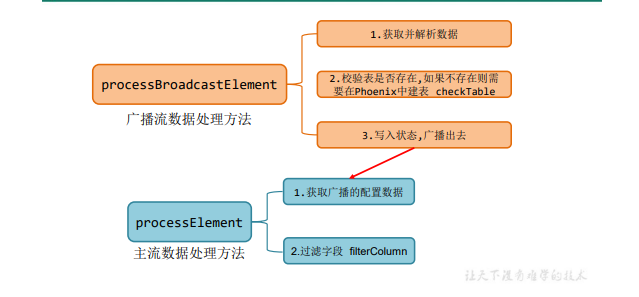 processBroadcastElement
广播流数据处理方法
1.获取并解析数据
2.校验表是否存在,如果不存在则需
要在Phoenix中建表 checkTable
3.写入状态,广播出去
processElement
主流数据处理方法
1.获取广播的配置数据
2.过滤字段 filterColumn
让天下没有难学的技术